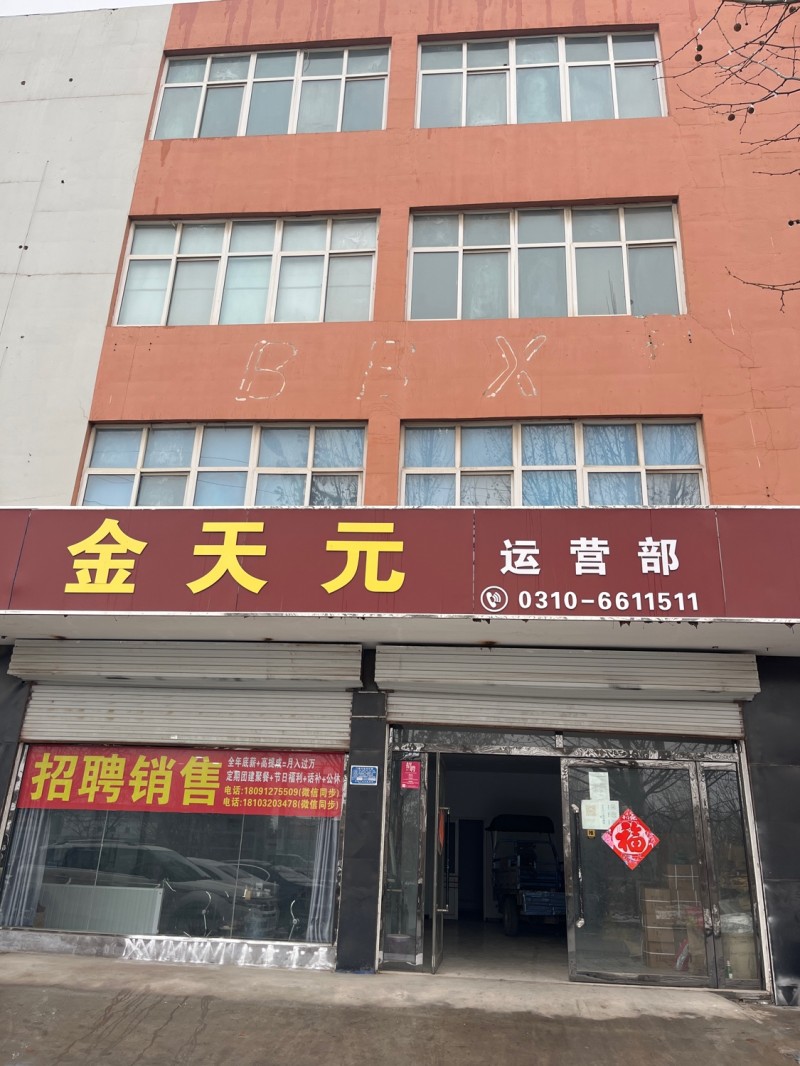 B A X
金天元 运营部
0310-6611511
招聘销售
全年底薪+高提成=月入过万
定期团建聚餐+节日福利+话补+公休
电话:18091275509(微信同步)
电话:18103203478(微信同步)
福